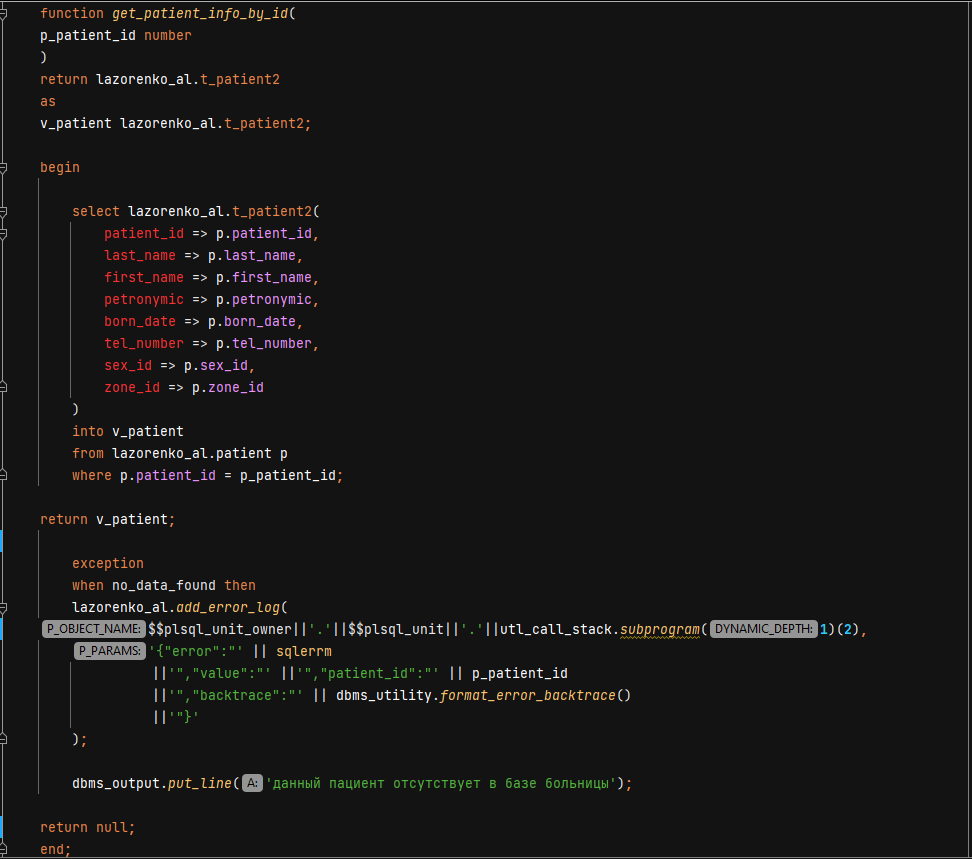 function get_patient_info_by_id(
p_patient_id number
)
return lazorenko_al.t_patient2
as
v_patient lazorenko_al.t_patient2;
begin
select lazorenko_al.t_patient2(
patient_id => p.patient_id,
last_name => p.last_name,
first_name => p.first_name,
petronymic => p.petronymic,
born_date => p.born_date,
tel_number => p.tel_number,
sex_id => p.sex_id,
zone_id => p.zone_id
)
into v_patient
from lazorenko_al.patient p
where p.patient_id = p_patient_id;
return v_patient;
exception
when no_data_found then
lazorenko_al.add_error_log(
P_OBJECT_NAME: $$plsql_unit_owner||'.'||$$plsql_unit||'.'||utl_call_stack.subprogram( DYNAMIC_DEPTH: 1)(2),
P_PARAMS: '{"error":"' || sqlerrm
||'","value":"' ||'","patient_id":"' || p_patient_id
||'","backtrace":"' || dbms_utility.format_error_backtrace()
||'"}'
);
dbms_output.put_line( A: 'данный пациент отсутствует в базе больницы');
return null;
end;